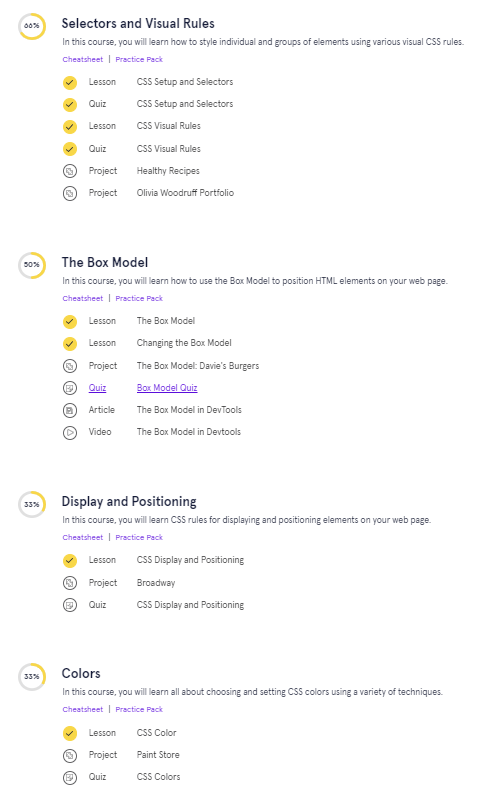 66% Selectors and Visual Rules
In this course, you will learn how to style individual and groups of elements using various visual CSS rules.
Cheatsheet | Practice Pack
Lesson CSS Setup and Selectors
Quiz CSS Setup and Selectors
Lesson CSS Visual Rules
Quiz CSS Visual Rules
Project Healthy Recipes
Project Olivia Woodruff Portfolio
50% The Box Model
In this course, you will learn how to use the Box Model to position HTML elements on your web page.
Cheatsheet | Practice Pack
Lesson The Box Model
Lesson Changing the Box Model
Project The Box Model: Davie's Burgers
Quiz Box Model Quiz
Article The Box Model in DevTools
Video The Box Model in Devtools
33% Display and Positioning
In this course, you will learn CSS rules for displaying and positioning elements on your web page.
Cheatsheet | Practice Pack
Lesson CSS Display and Positioning
Project Broadway
Quiz CSS Display and Positioning
33% Colors
In this course, you will learn all about choosing and setting CSS colors using a variety of techniques.
Cheatsheet | Practice Pack
Lesson CSS Color
Project Paint Store
Quiz CSS Colors